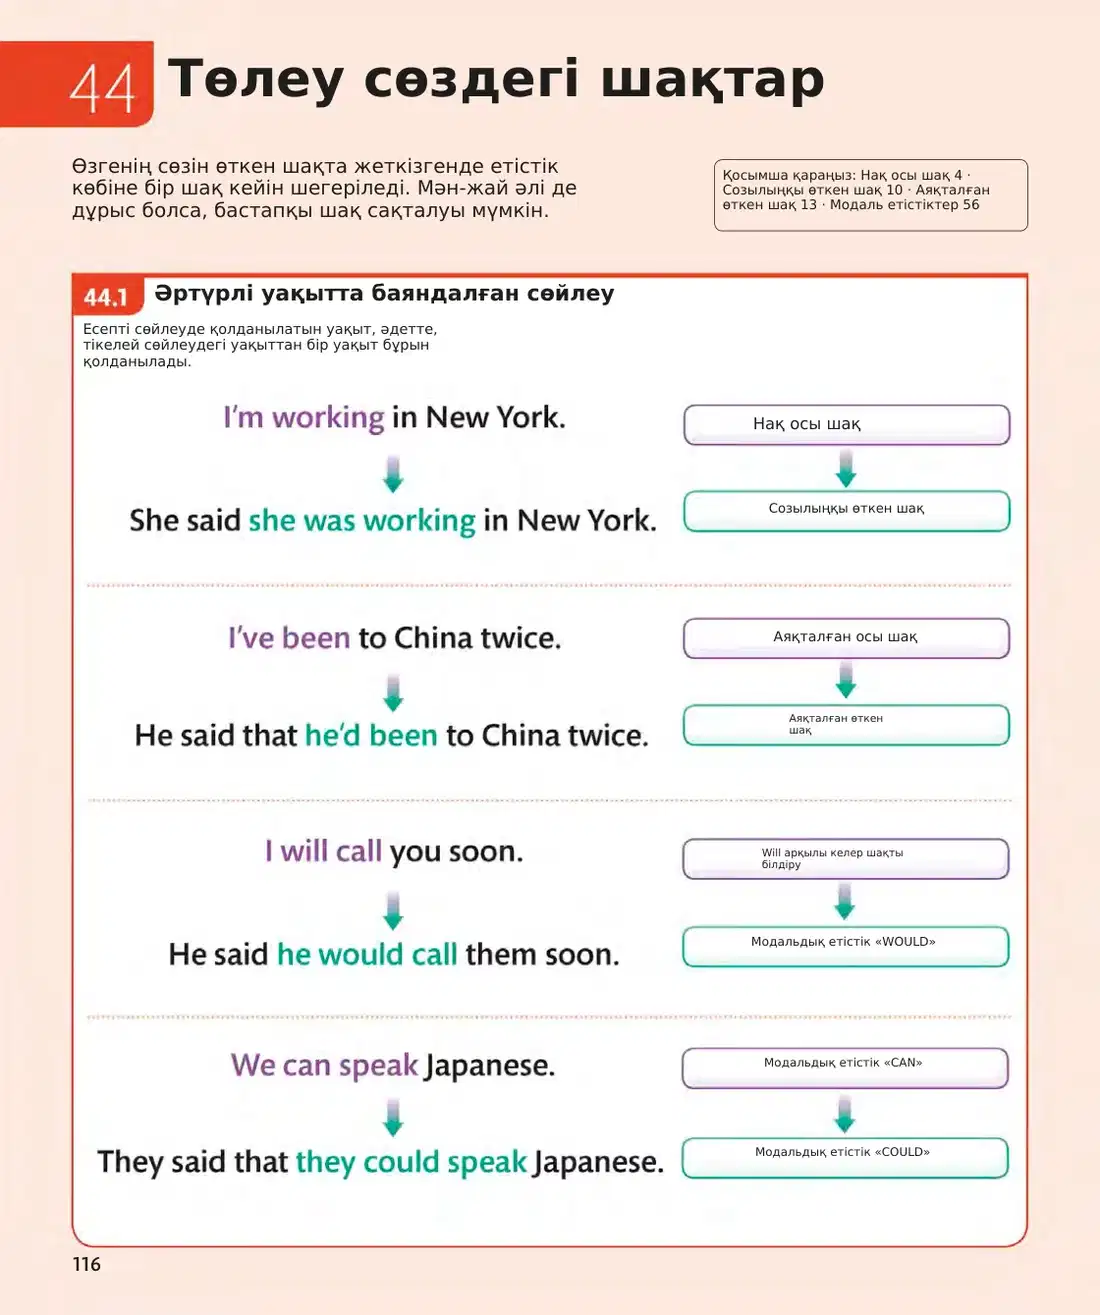 44
Төлеу сөздегі шақтар
Өзгенің сөзін өткен шақта жеткізгенде етістік
көбіне бір шақ кейін шегеріледі. Мән-жай әлі де
дұрыс болса, бастапқы шақ сақталуы мүмкін.
Қосымша қараңыз: Нақ осы шақ 4 ·
Созылыңқы өткен шақ 10 · Аяқталған
өткен шақ 13 · Модаль етістіктер 56
44.1 Әртүрлі уақытта баяндалған сөйлеу
Есепті сөйлеуде қолданылатын уақыт, әдетте,
тікелей сөйлеудегі уақыттан бір уақыт бұрын
қолданылады.
I'm working in New York.
Нақ осы шақ
She said she was working in New York.
Созылыңқы өткен шақ
I've been to China twice.
Аяқталған осы шақ
He said that he'd been to China twice.
Аяқталған өткен
шақ
I will call you soon.
Will арқылы келер шақты
білдіру
He said he would call them soon.
Модальдық етістік «WOULD»
We can speak Japanese.
Модальдық етістік «CAN»
They said that they could speak Japanese.
Модальдық етістік «COULD»
116